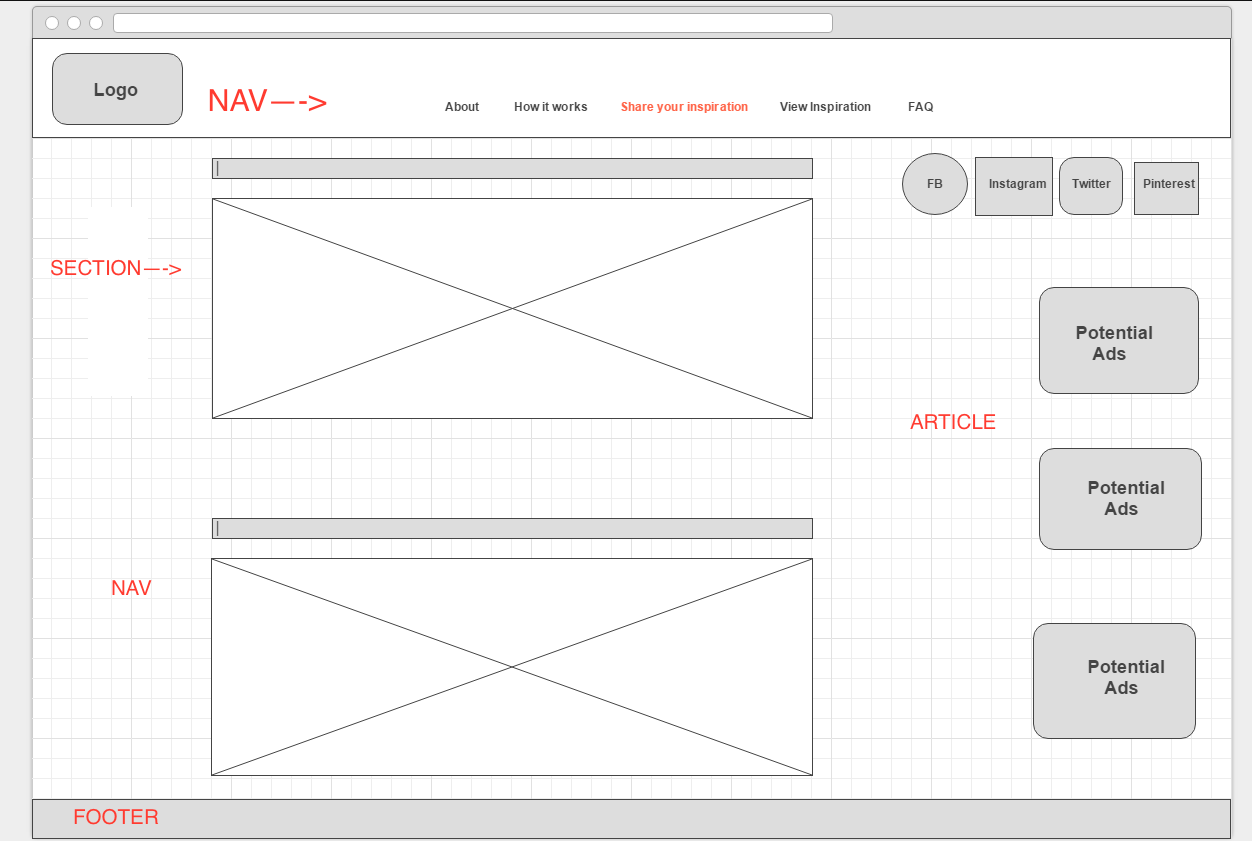 Logo
NAV—->
About
How it works
Share your inspiration
View Inspiration
FAQ
FB
Instagram
Twitter
Pinterest
SECTION—->
Potential
Ads
ARTICLE
Potential
Ads
NAV
Potential
Ads
FOOTER